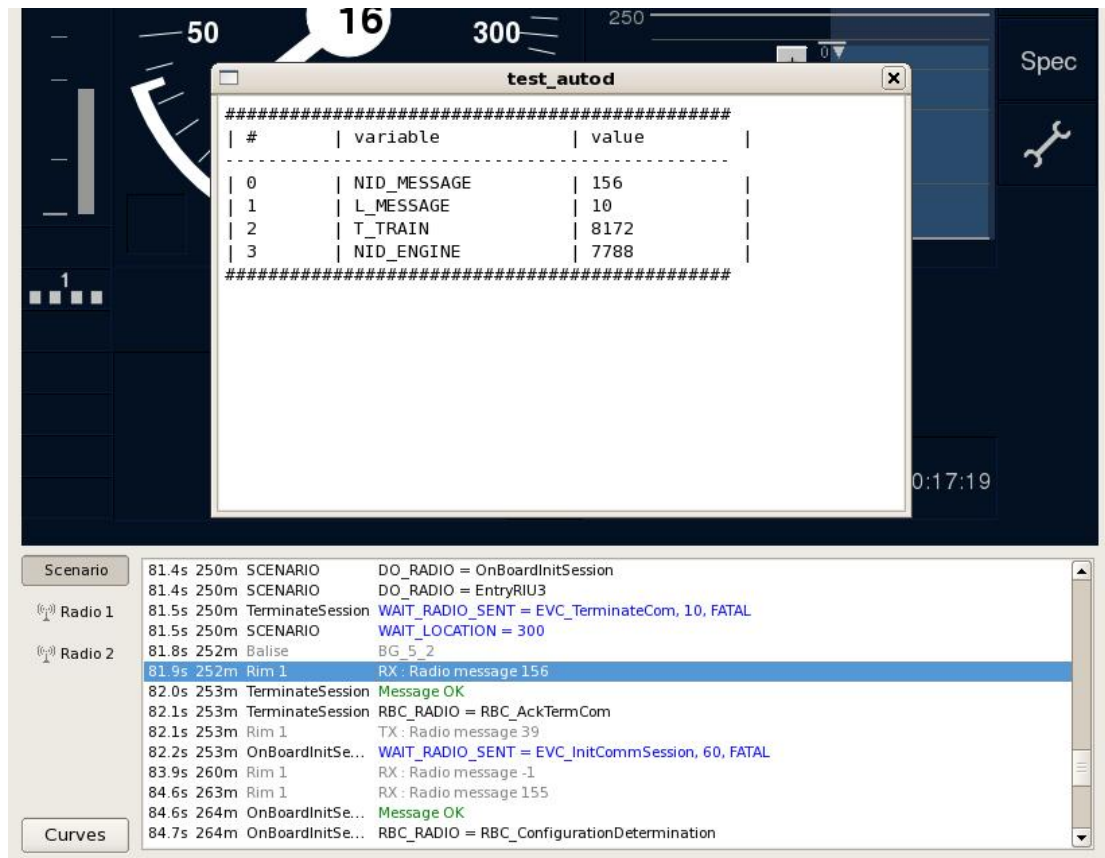 50
16
300
250
0
Spec
test_autod
###############################################
| # | variable | value |
-----------------------------------------------
| 0 | NID_MESSAGE | 156 |
| 1 | L_MESSAGE | 10 |
| 2 | T_TRAIN | 8172 |
| 3 | NID_ENGINE | 7788 |
###############################################
1
0:17:19
Scenario
Radio 1
Radio 2
Curves
81.4s 250m SCENARIO DO_RADIO = OnBoardInitSession
81.4s 250m SCENARIO DO_RADIO = EntryRIU3
81.5s 250m TerminateSession WAIT_RADIO_SENT = EVC_TerminateCom, 10, FATAL
81.5s 250m SCENARIO WAIT_LOCATION = 300
81.8s 252m Balise BG_5_2
81.9s 252m Rim 1 RX : Radio message 156
82.0s 253m TerminateSession Message OK
82.1s 253m TerminateSession RBC_RADIO = RBC_AckTermCom
82.1s 253m Rim 1 TX : Radio message 39
82.2s 253m OnBoardInitSe... WAIT_RADIO_SENT = EVC_InitCommSession, 60, FATAL
83.9s 260m Rim 1 RX : Radio message -1
84.6s 263m Rim 1 RX : Radio message 155
84.6s 264m OnBoardInitSe... Message OK
84.7s 264m OnBoardInitSe... RBC_RADIO = RBC_ConfigurationDetermination